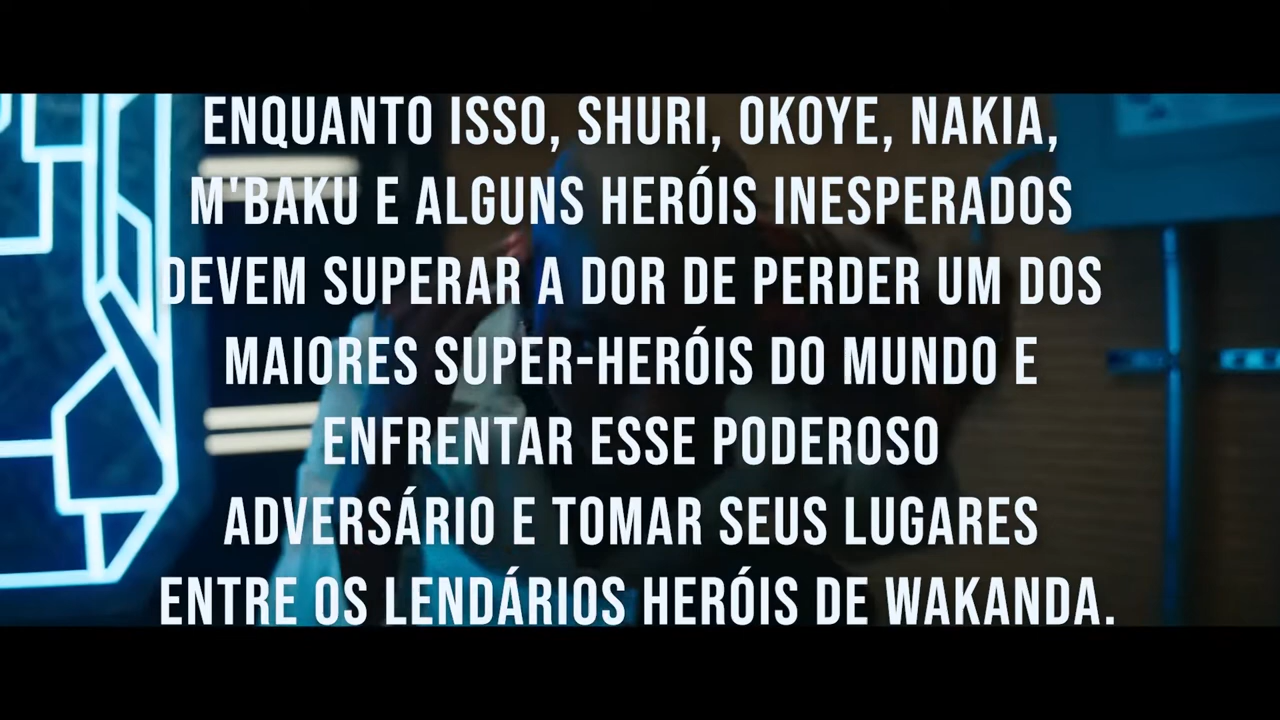 ENQUANTO ISSO, SHURI, OKOYE, NAKIA,
M'BAKU E ALGUNS HERÓIS INESPERADOS
DEVEM SUPERAR A DOR DE PERDER UM DOS
MAIORES SUPER-HERÓIS DO MUNDO E
ENFRENTAR ESSE PODEROSO
ADVERSÁRIO E TOMAR SEUS LUGARES
ENTRE OS LENDÁRIOS HERÓIS DE WAKANDA.